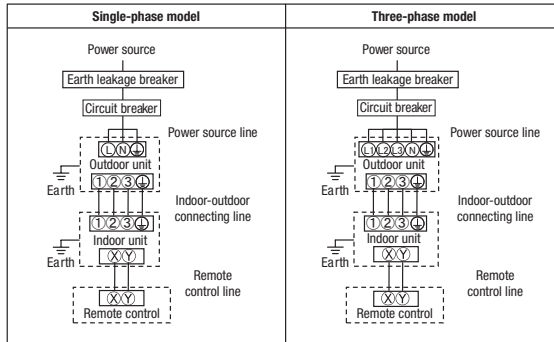 Single-phase model
Power source
Earth leakage breaker
Circuit breaker
Power source line
L N ⏚
Outdoor unit
Earth
1 2 3 ⏚
Indoor-outdoor
connecting line
1 2 3 ⏚
Indoor unit
Earth
X Y
Remote
control line
X Y
Remote control
Three-phase model
Power source
Earth leakage breaker
Circuit breaker
Power source line
L1 L2 L3 N ⏚
Outdoor unit
Earth
1 2 3 ⏚
Indoor-outdoor
connecting line
1 2 3 ⏚
Indoor unit
Earth
X Y
Remote
control line
X Y
Remote control